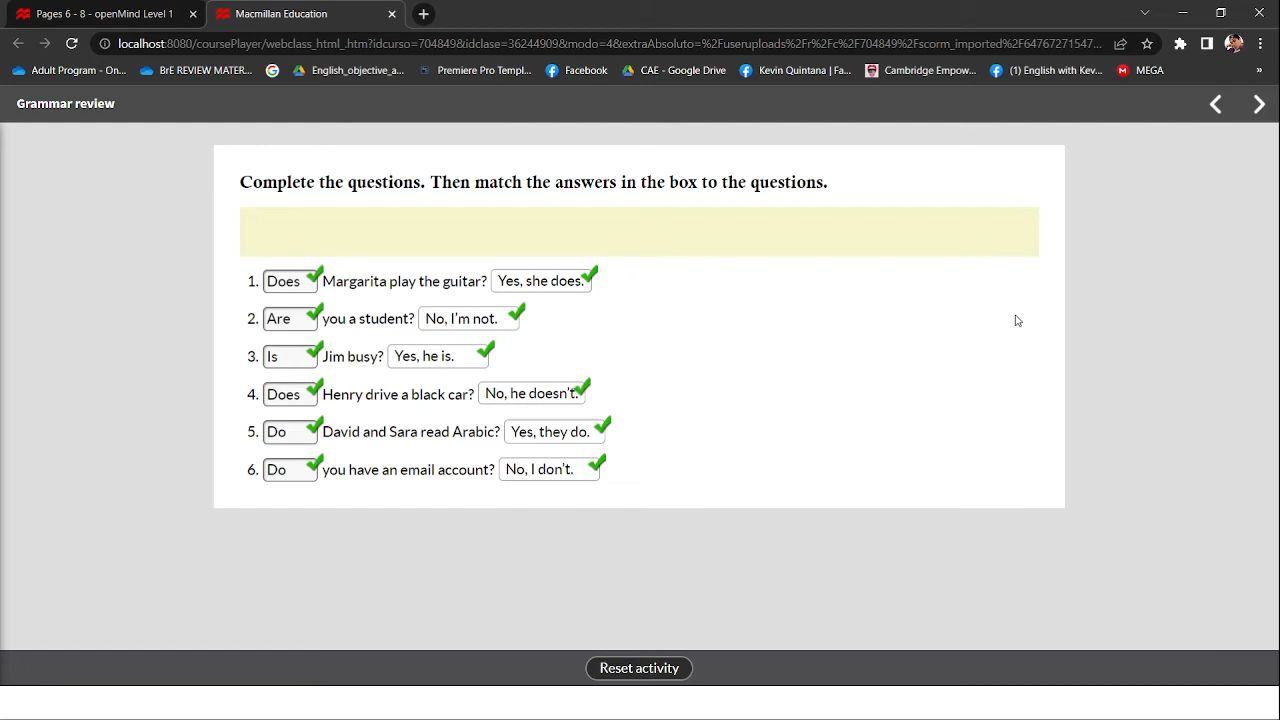 Pages 6 - 8 - openMind Level 1
Macmillan Education
localhost:8080/coursePlayer/webclass_html_.htm?idcurso=704849&idclase=36244909&modo=4&extraAbsoluto=%2Fuseruploads%2Fr%2Fc%2F704849%2Fscorm_imported%2F64767271547...
Adult Program - On...
BrE REVIEW MATER...
English_objective_a...
Premiere Pro Templ...
Facebook
CAE - Google Drive
Kevin Quintana | Fa...
Cambridge Empow...
(1) English with Kev...
MEGA
»
Grammar review
Complete the questions. Then match the answers in the box to the questions.
1. Does Margarita play the guitar? Yes, she does.
2. Are you a student? No, I'm not.
3. Is Jim busy? Yes, he is.
4. Does Henry drive a black car? No, he doesn't.
5. Do David and Sara read Arabic? Yes, they do.
6. Do you have an email account? No, I don't.
Reset activity